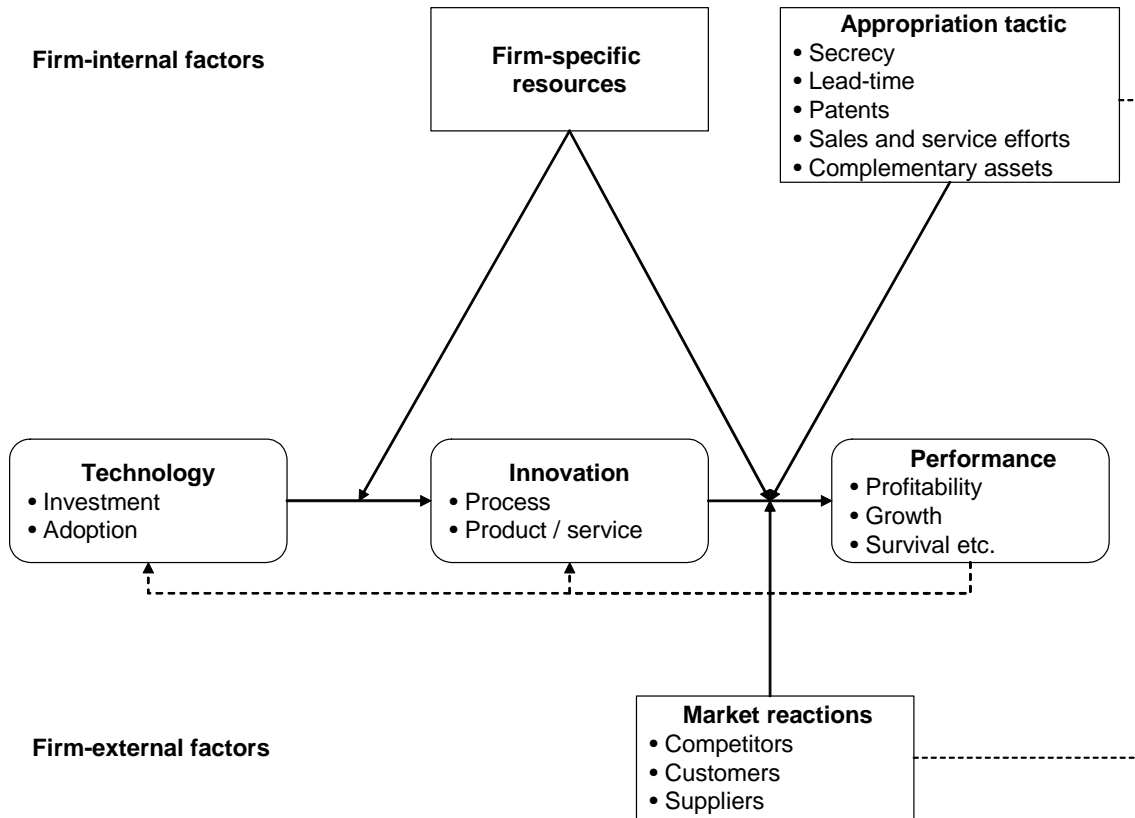 Firm-internal factors
Firm-specific
resources
Appropriation tactic
• Secrecy
• Lead-time
• Patents
• Sales and service efforts
• Complementary assets
Technology
• Investment
• Adoption
Innovation
• Process
• Product / service
Performance
• Profitability
• Growth
• Survival etc.
Firm-external factors
Market reactions
• Competitors
• Customers
• Suppliers